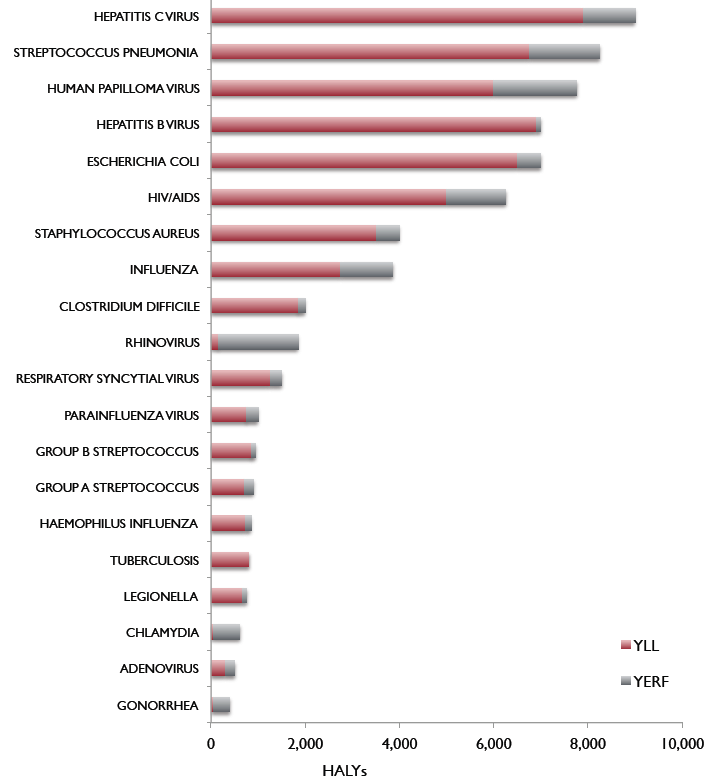 HEPATITIS C VIRUS
STREPTOCOCCUS PNEUMONIA
HUMAN PAPILLOMA VIRUS
HEPATITIS B VIRUS
ESCHERICHIA COLI
HIV/AIDS
STAPHYLOCOCCUS AUREUS
INFLUENZA
CLOSTRIDIUM DIFFICILE
RHINOVIRUS
RESPIRATORY SYNCYTIAL VIRUS
PARAINFLUENZA VIRUS
GROUP B STREPTOCOCCUS
GROUP A STREPTOCOCCUS
HAEMOPHILUS INFLUENZA
TUBERCULOSIS
LEGIONELLA
CHLAMYDIA
YLL
ADENOVIRUS
YERF
GONORRHEA
0 2,000 4,000 6,000 8,000 10,000
HALYs